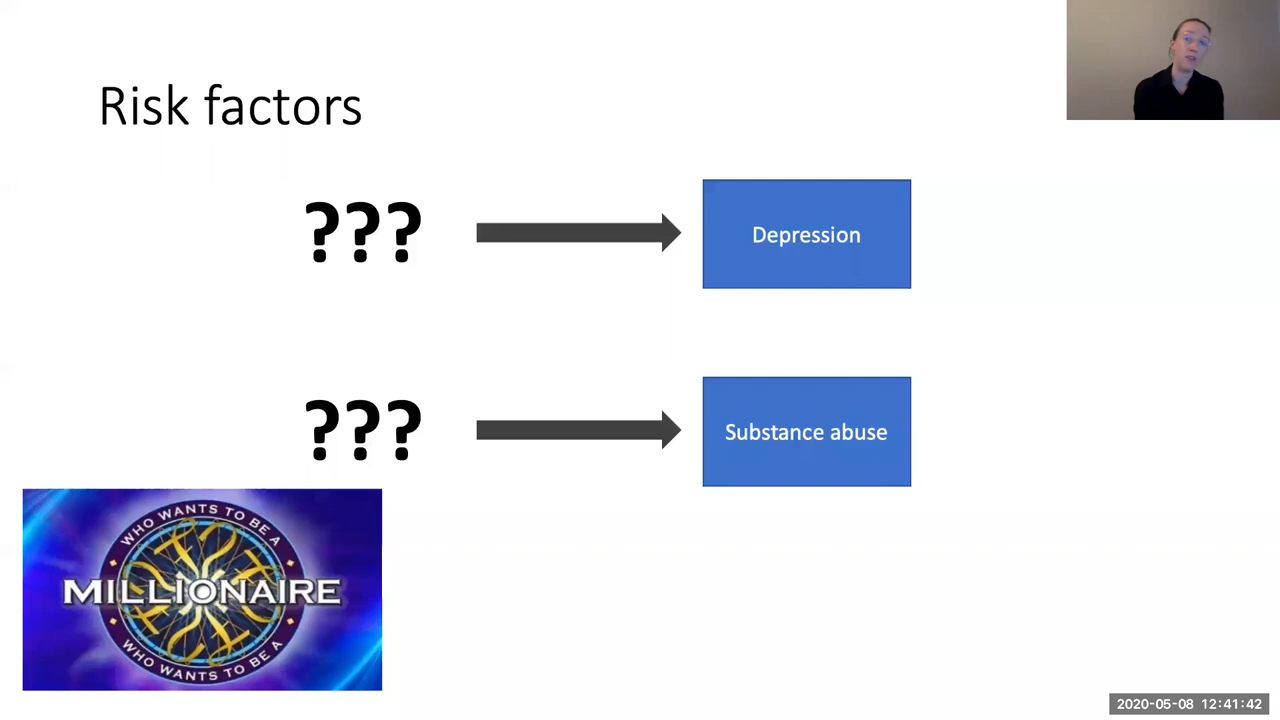 Risk factors
???
Depression
???
Substance abuse
WHO WANTS TO BE A
MILLIONAIRE
WHO WANTS TO BE A
2020-05-08 12:41:42